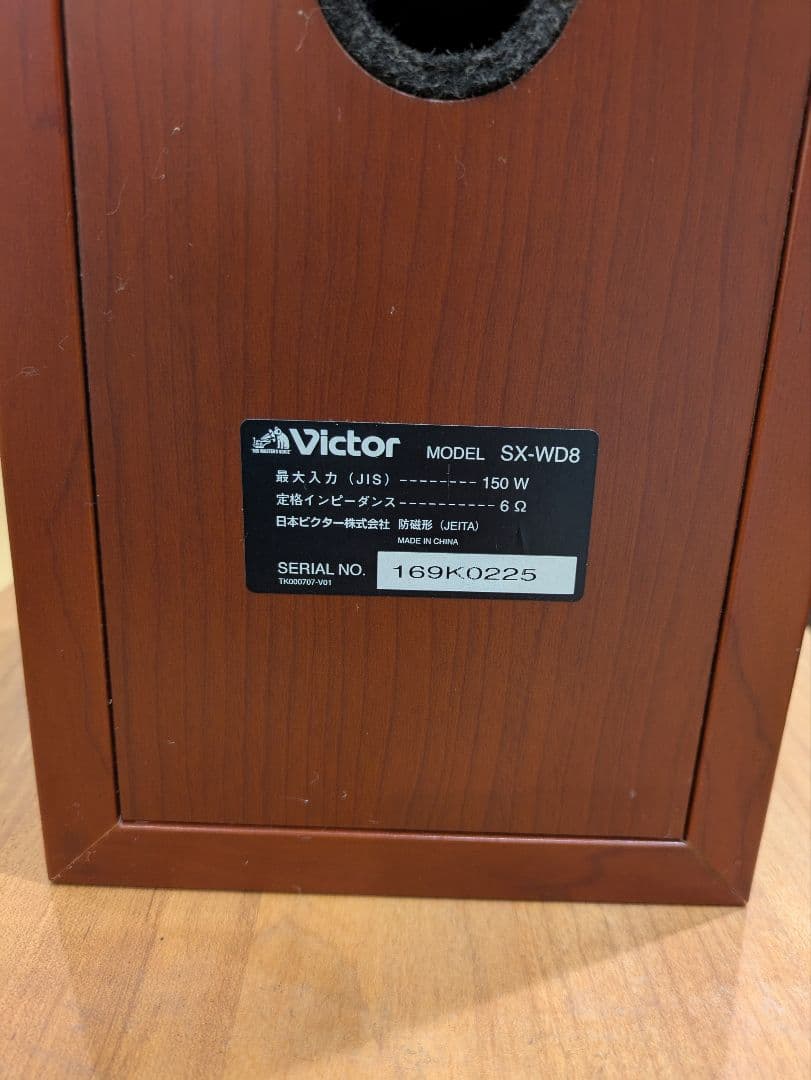 "HIS MASTER'S VOICE"
Victor MODEL SX-WD8
最大入力 (JIS) -------- 150 W
定格インピーダンス ---------- 6 Ω
日本ビクター株式会社 防磁形 (JEITA)
MADE IN CHINA
SERIAL NO. 169K0225
TK000707-V01